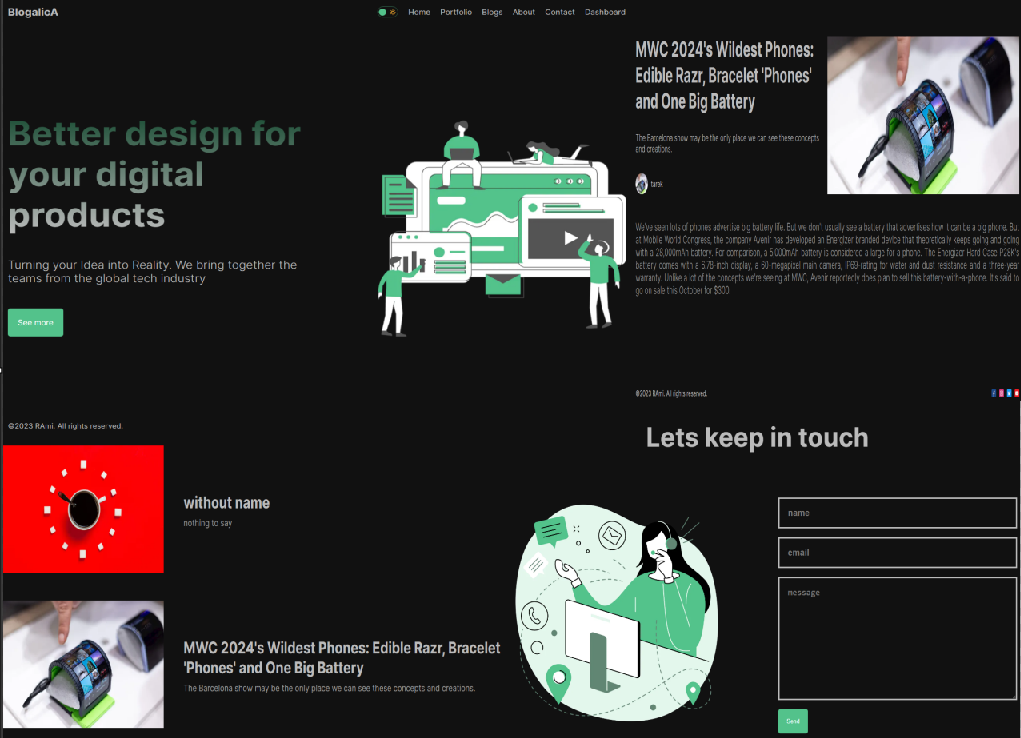 BlogalicA
Home Portfolio Blogs About Contact Dashboard
Better design for
your digital
products
Turning your Idea into Reality. We bring together the
teams from the global tech industry
See more
©2023 RAmi. All rights reserved.
MWC 2024's Wildest Phones:
Edible Razr, Bracelet 'Phones'
and One Big Battery
The Barcelona show may be the only place we can see these concepts
and creations.
tarek
We've seen lots of phones advertise big battery life. But we don't usually see a battery that advertises how it can be a big phone. But
at Mobile World Congress, the company Avenir has developed an Energizer branded device that theoretically keeps going and going
with a 28,000mAh battery. For comparison, a 5,000mAh battery is considered a large for a phone. The Energizer Hard Case P28K's
battery comes with a 6.78-inch display, a 60-megapixel main camera, IP69-rating for water and dust resistance and a three year
warranty. Unlike a lot of the concepts we're seeing at MWC, Avenir reportedly does plan to sell this battery-with-a-phone. It's said to
go on sale this October for $300
©2023 RAmi. All rights reserved.
without name
nothing to say
MWC 2024's Wildest Phones: Edible Razr, Bracelet
'Phones' and One Big Battery
The Barcelona show may be the only place we can see these concepts and creations.
Lets keep in touch
name
email
message
Send